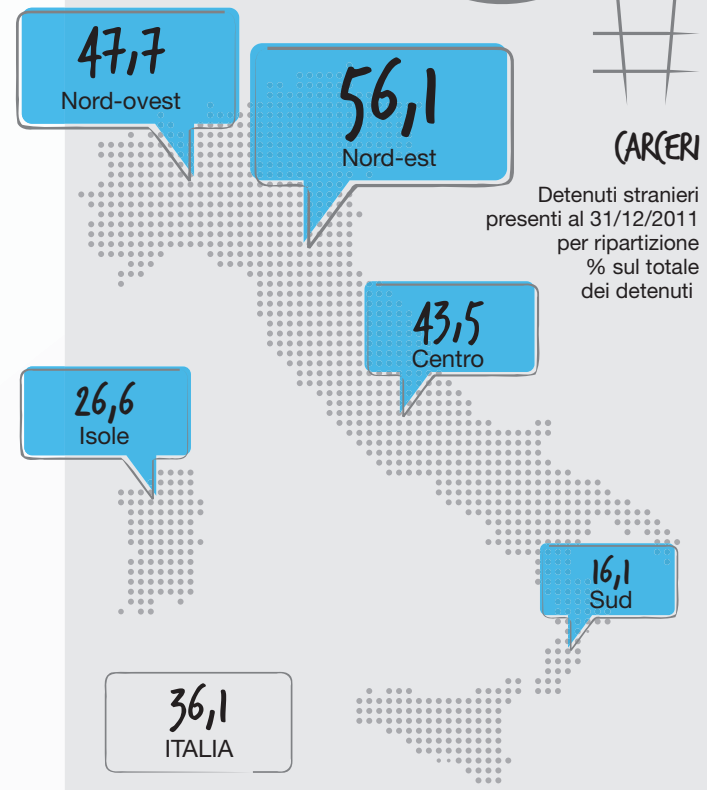 47,7
Nord-ovest
56,1
Nord-est
CARCERI
Detenuti stranieri
presenti al 31/12/2011
per ripartizione
% sul totale
dei detenuti
43,5
Centro
26,6
Isole
16,1
Sud
36,1
ITALIA